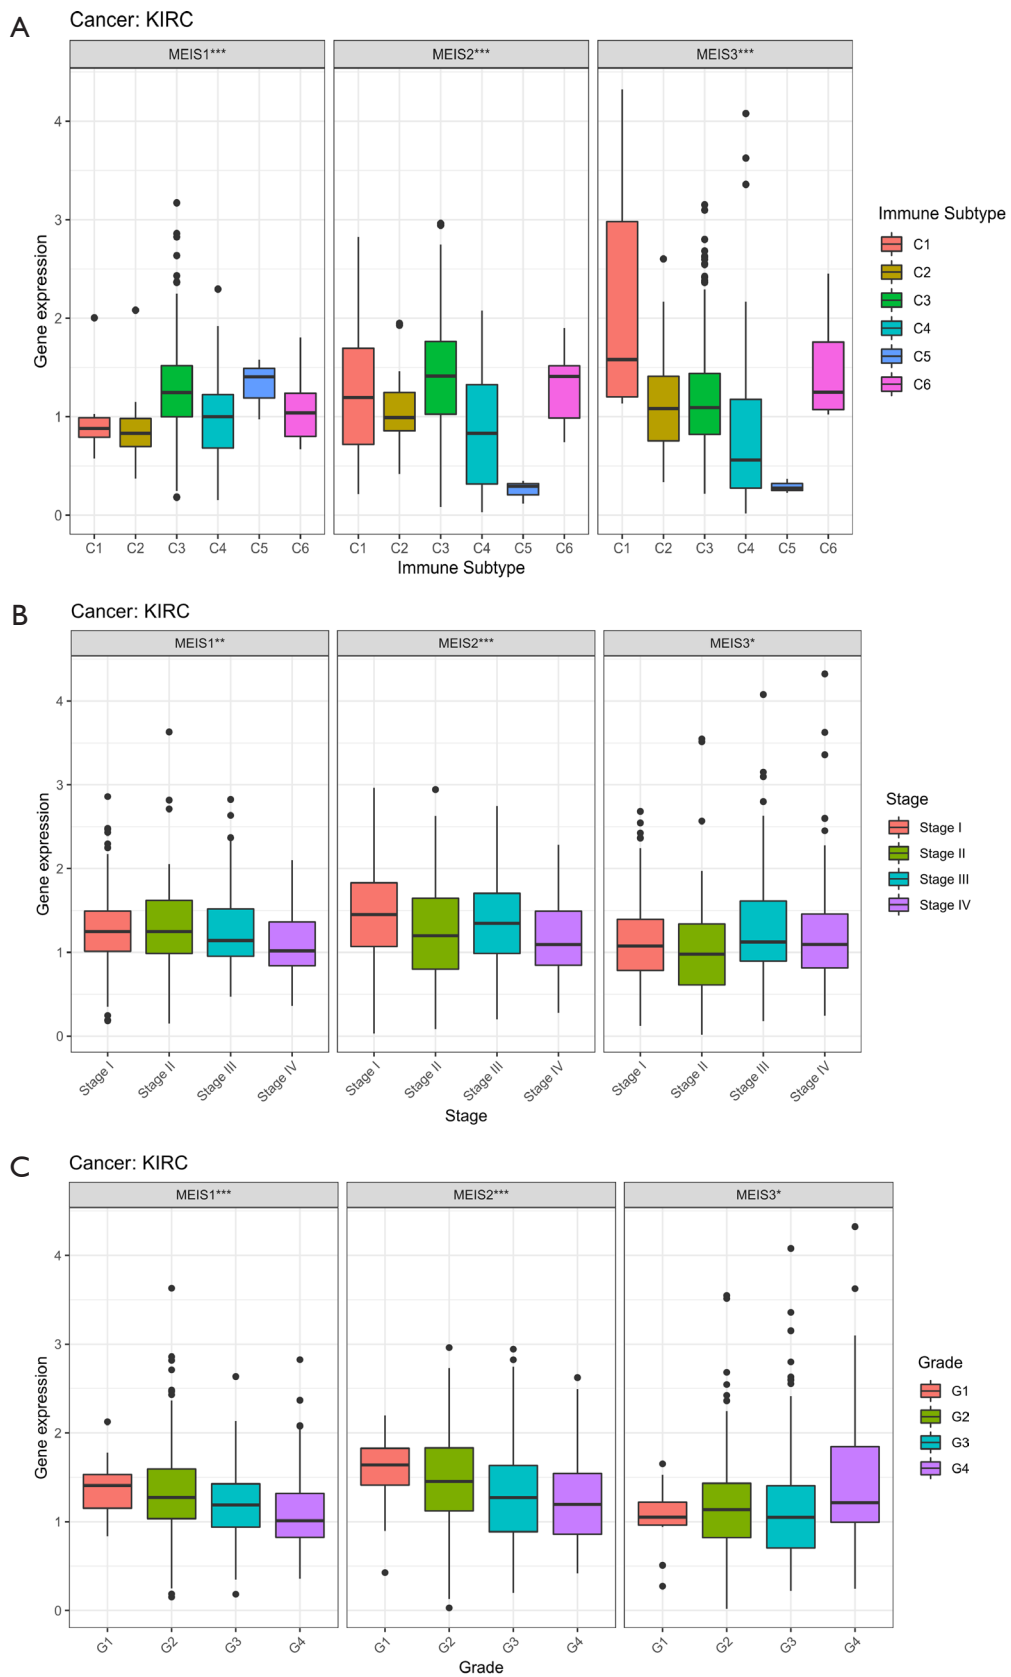 A
Cancer: KIRC
MEIS1*** MEIS2*** MEIS3***
Gene expression
4
3
2
1
0
C1 C2 C3 C4 C5 C6 C1 C2 C3 C4 C5 C6 C1 C2 C3 C4 C5 C6
Immune Subtype
Immune Subtype
C1
C2
C3
C4
C5
C6
B
Cancer: KIRC
MEIS1** MEIS2*** MEIS3*
Gene expression
4
3
2
1
0
Stage I Stage II Stage III Stage IV Stage I Stage II Stage III Stage IV Stage I Stage II Stage III Stage IV
Stage
Stage
Stage I
Stage II
Stage III
Stage IV
C
Cancer: KIRC
MEIS1*** MEIS2*** MEIS3*
Gene expression
4
3
2
1
0
G1 G2 G3 G4 G1 G2 G3 G4 G1 G2 G3 G4
Grade
Grade
G1
G2
G3
G4